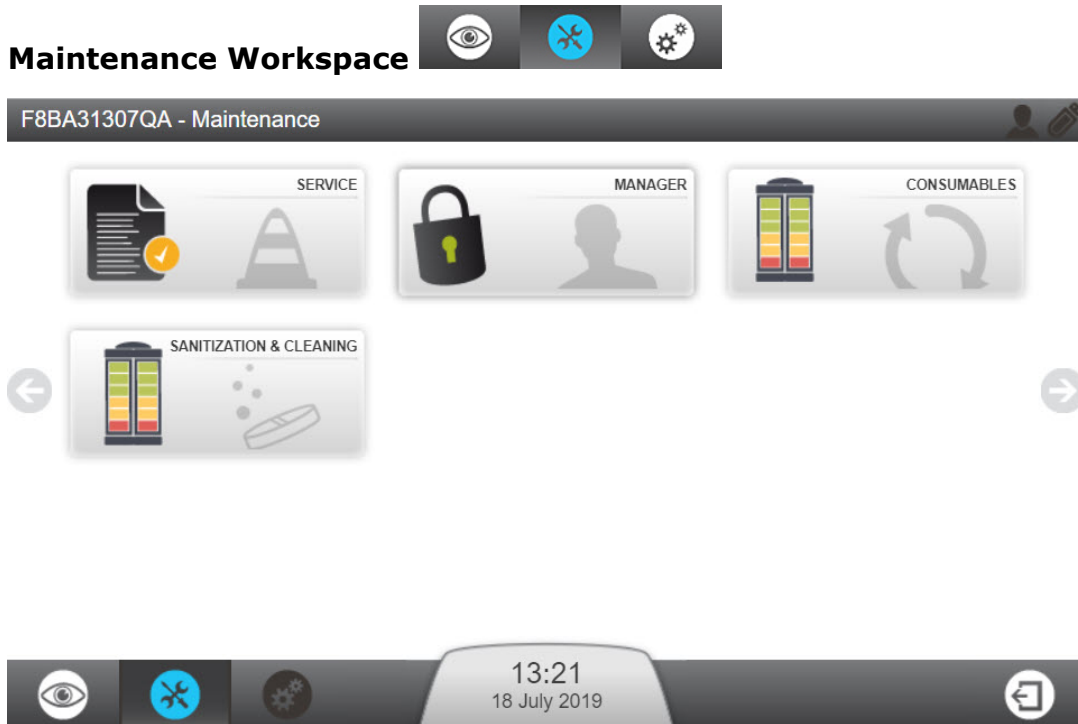 Maintenance Workspace
F8BA31307QA - Maintenance
SERVICE
MANAGER
CONSUMABLES
SANITIZATION & CLEANING
13:21
18 July 2019